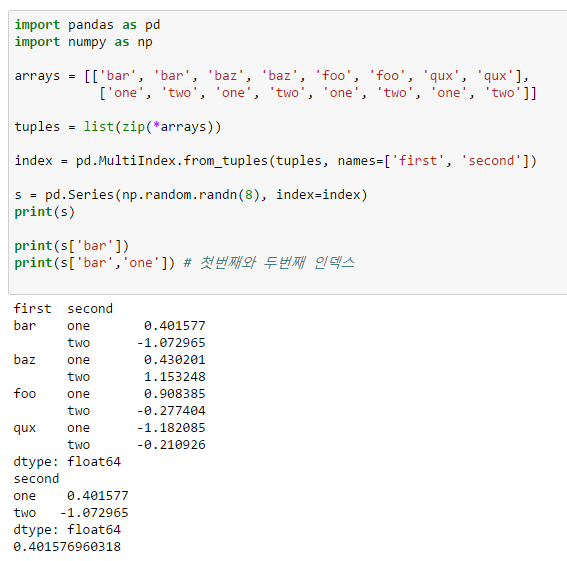 import pandas as pd
import numpy as np
arrays = [['bar', 'bar', 'baz', 'baz', 'foo', 'foo', 'qux', 'qux'],
['one', 'two', 'one', 'two', 'one', 'two', 'one', 'two']]
tuples = list(zip(*arrays))
index = pd.MultiIndex.from_tuples(tuples, names=['first', 'second'])
s = pd.Series(np.random.randn(8), index=index)
print(s)
print(s['bar'])
print(s['bar','one']) # 첫번째와 두번째 인덱스
first  second
bar    one       0.401577
       two      -1.072965
baz    one       0.430201
       two       1.153248
foo    one       0.908385
       two      -0.277404
qux    one      -1.182085
       two      -0.210926
dtype: float64
second
one    0.401577
two   -1.072965
dtype: float64
0.401576960318